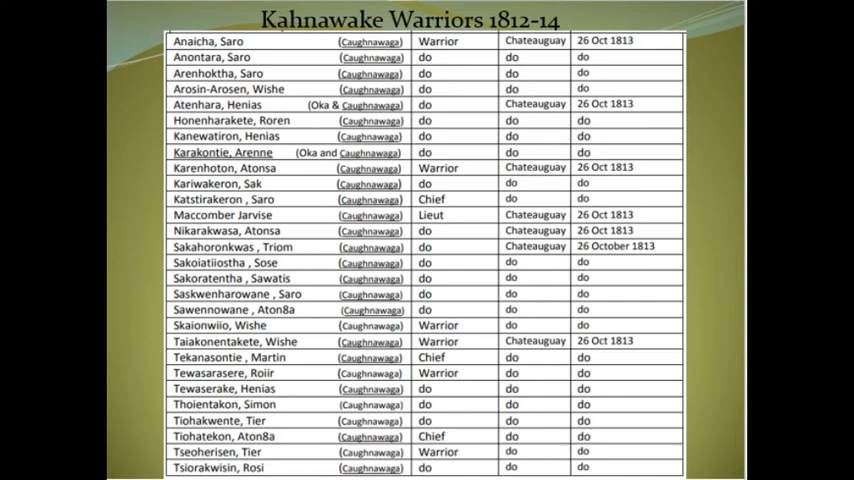 Kahnawake Warriors 1812-14
Anaicha, Saro (Caughnawaga) Warrior Chateauguay 26 Oct 1813
Anontara, Saro (Caughnawaga) do do do
Arenhoktha, Saro (Caughnawaga) do do do
Arosin-Arosen, Wishe (Caughnawaga) do do do
Atenhara, Henias (Oka & Caughnawaga) do Chateauguay 26 Oct 1813
Honenharakete, Roren (Caughnawaga) do do do
Kanewatiron, Henias (Caughnawaga) do do do
Karakontie, Arenne (Oka and Caughnawaga) do do do
Karenhoton, Atonsa (Caughnawaga) Warrior Chateauguay 26 Oct 1813
Kariwakeron, Sak (Caughnawaga) do do do
Katstirakeron , Saro (Caughnawaga) Chief do do
Maccomber Jarvise (Caughnawaga) Lieut Chateauguay 26 Oct 1813
Nikarakwasa, Atonsa (Caughnawaga) do Chateauguay 26 Oct 1813
Sakahoronkwas , Triom (Caughnawaga) do Chateauguay 26 October 1813
Sakoiatiiostha , Sose (Caughnawaga) do do do
Sakoratentha , Sawatis (Caughnawaga) do do do
Saskwenharowane , Saro (Caughnawaga) do do do
Sawennowane , Aton8a (Caughnawaga) do do do
Skaionwiio, Wishe (Caughnawaga) Warrior do do
Taiakonentakete, Wishe (Caughnawaga) Warrior Chateauguay 26 Oct 1813
Tekanasontie , Martin (Caughnawaga) Chief do do
Tewasarasere, Roiir (Caughnawaga) Warrior do do
Tewaserake, Henias (Caughnawaga) do do do
Thoientakon, Simon (Caughnawaga) do do do
Tiohakwente, Tier (Caughnawaga) do do do
Tiohatekon, Aton8a (Caughnawaga) Chief do do
Tseoherisen, Tier (Caughnawaga) Warrior do do
Tsiorakwisin, Rosi (Caughnawaga) do do do